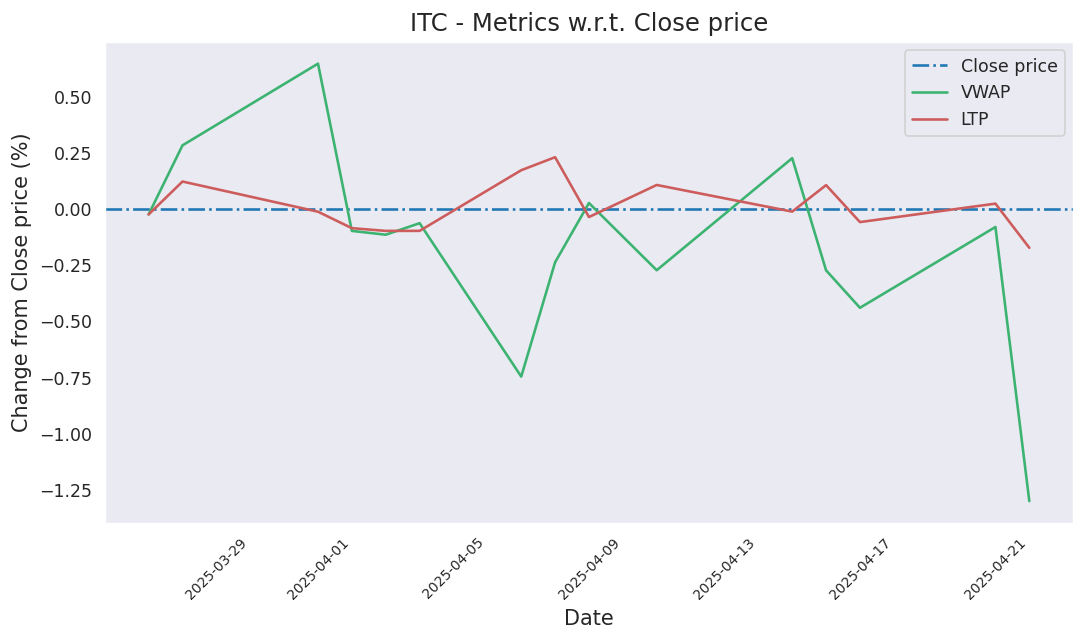 ITC - Metrics w.r.t. Close price
Close price
VWAP
LTP
Change from Close price (%)
0.50
0.25
0.00
−0.25
−0.50
−0.75
−1.00
−1.25
2025-03-29
2025-04-01
2025-04-05
2025-04-09
2025-04-13
2025-04-17
2025-04-21
Date